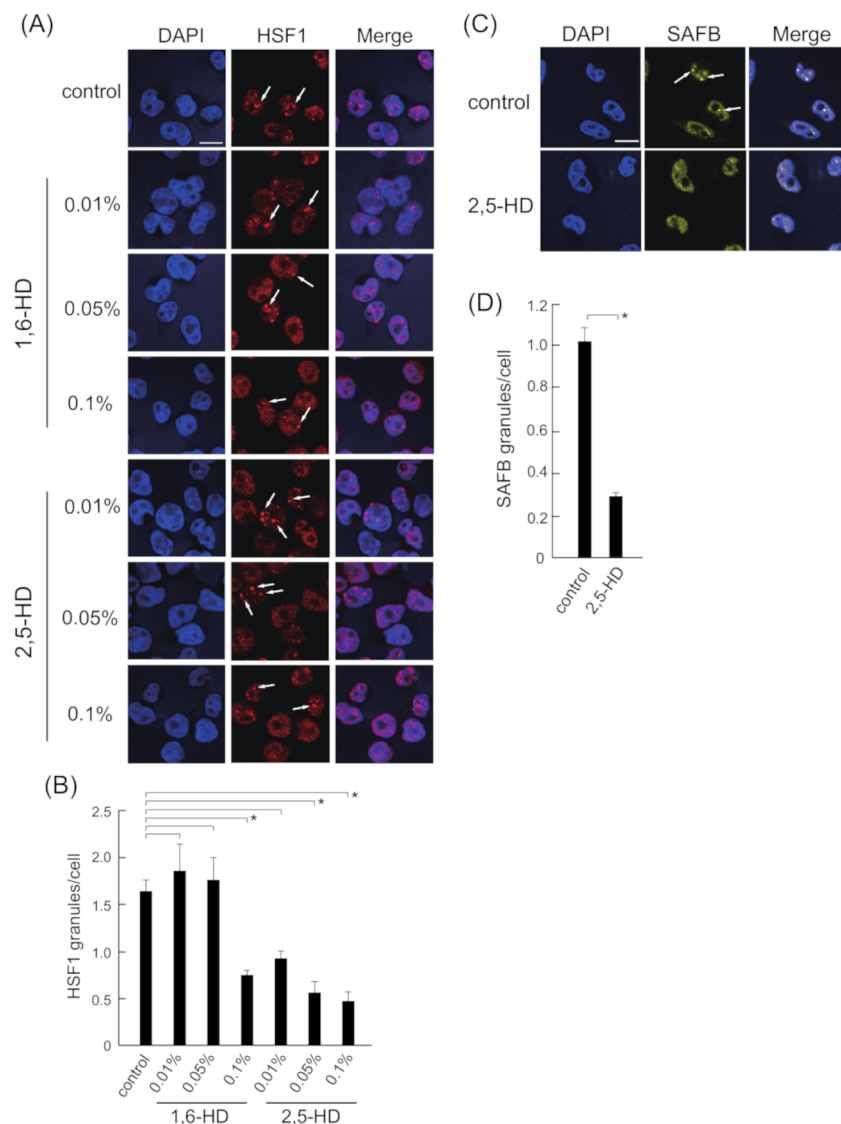 (A)
DAPI HSF1 Merge
control
1,6-HD
0.01%
0.05%
0.1%
2,5-HD
0.01%
0.05%
0.1%
(B)
HSF1 granules/cell
2.5
2.0
1.5
1.0
0.5
0
* * *
control 0.01% 0.05% 0.1% 0.01% 0.05% 0.1%
1,6-HD 2,5-HD
(C)
DAPI SAFB Merge
control
2,5-HD
(D)
SAFB granules/cell
1.2
1.0
0.8
0.6
0.4
0.2
0
*
control 2,5-HD